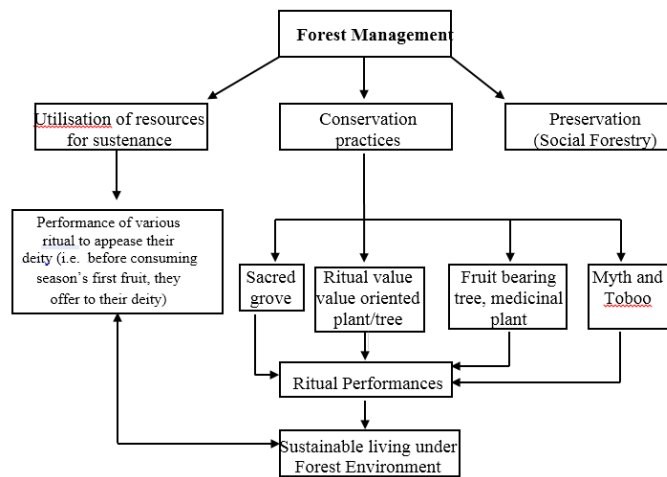 Forest Management
Utilisation of resources
for sustenance
Conservation
practices
Preservation
(Social Forestry)
Performance of various
ritual to appease their
deity (i.e. before consuming
season's first fruit, they
offer to their deity)
Sacred
grove
Ritual value
value oriented
plant/tree
Fruit bearing
tree, medicinal
plant
Myth and
Toboo
Ritual Performances
Sustainable living under
Forest Environment